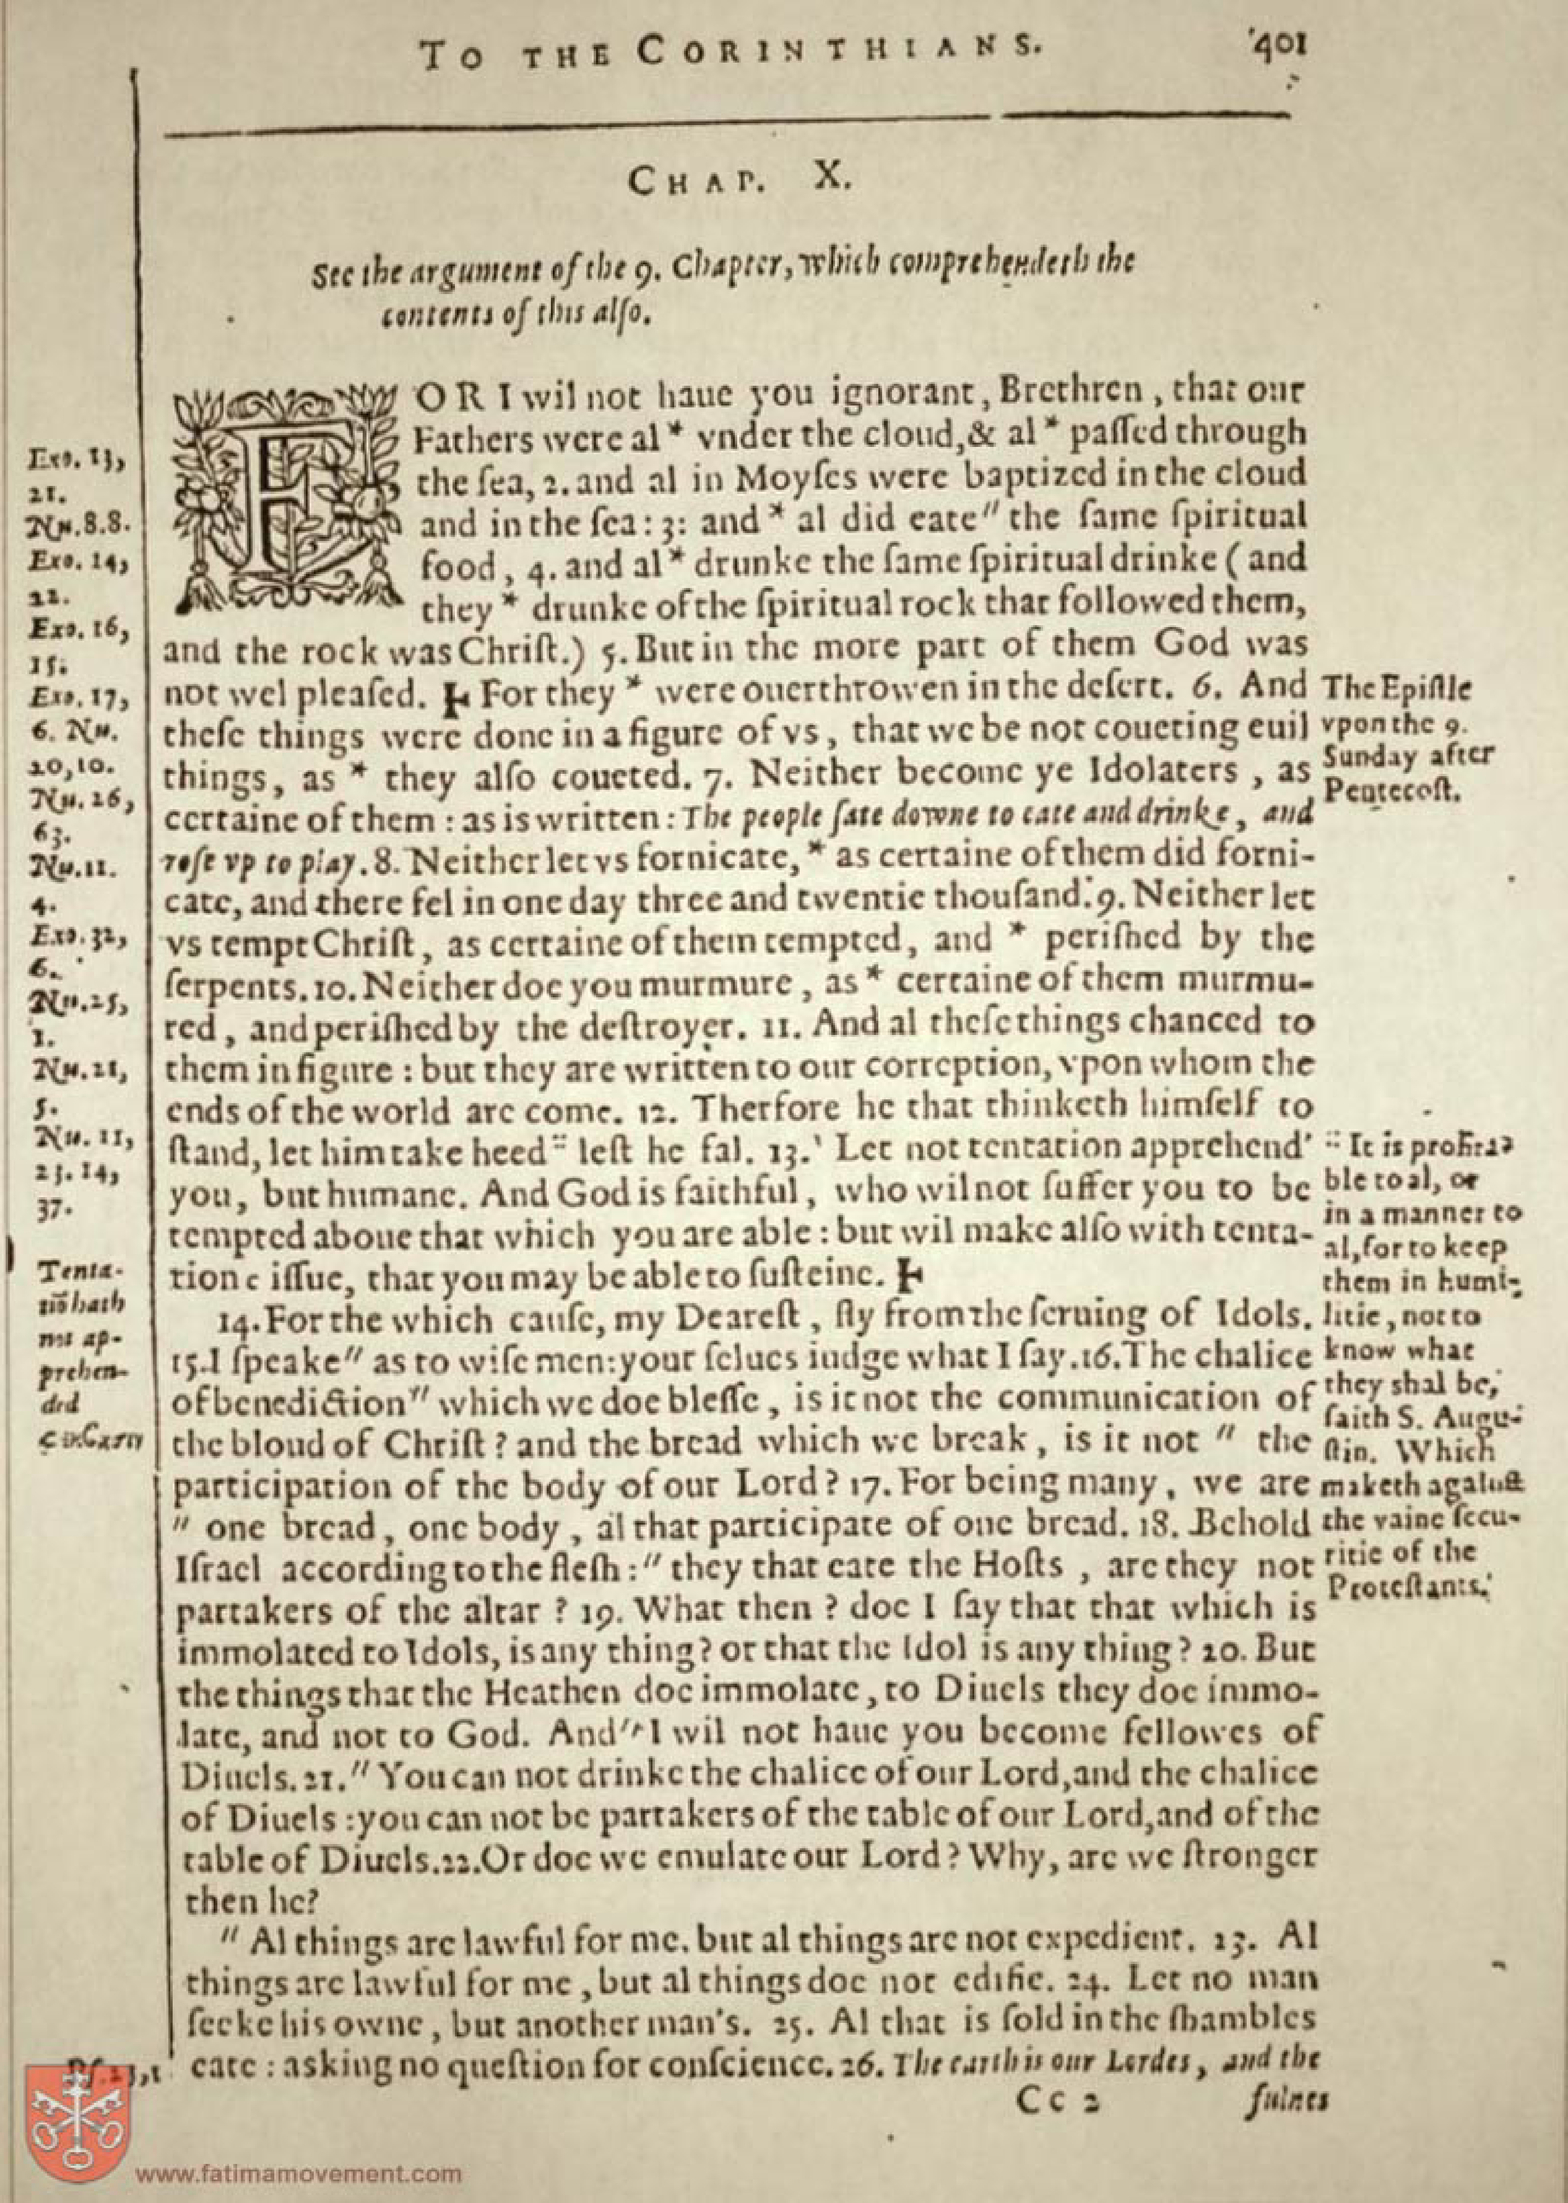 TO THE CORINTHIANS. 401
CHAP. X.
See the argument of the 9. Chapter, which comprehendeth the
contents of this alſo.
FOR I wil not haue you ignorant, Brethren, that our
Fathers were al * vnder the cloud, & al * paſſed through
the ſea, 2. and al in Moyſes were baptized in the cloud
and in the ſea: 3: and * al did eate " the ſame ſpiritual
food, 4. and al * drunke the ſame ſpiritual drinke (and
they * drunke of the ſpiritual rock that followed them,
and the rock was Chriſt.) 5. But in the more part of them God was
not wel pleaſed. Ⱶ For they * were ouerthrowen in the deſert. 6. And
theſe things were done in a figure of vs, that we be not coueting euil
things, as * they alſo coueted. 7. Neither become ye Idolaters, as
certaine of them: as is written: The people ſate downe to eate and drinke, and
roſe vp to play. 8. Neither let vs fornicate, * as certaine of them did forni-
cate, and there fel in one day three and twentie thouſand. 9. Neither let
vs tempt Chriſt, as certaine of them tempted, and * periſhed by the
ſerpents. 10. Neither doe you murmure, as * certaine of them murmu-
red, and periſhed by the deſtroyer. 11. And al theſe things chanced to
them in figure: but they are written to our correption, vpon whom the
ends of the world are come. 12. Therfore he that thinketh himſelf to
ſtand, let him take heed :: leſt he fal. 13. ' Let not tentation apprehend'
you, but humane. And God is faithful, who wil not ſuffer you to be
tempted aboue that which you are able: but wil make alſo with tenta-
tion e iſſue, that you may be able to ſuſteine. Ⱶ
14. For the which cauſe, my Deareſt, fly from the ſeruing of Idols.
15. I ſpeake " as to wiſe men: your ſelues iudge what I ſay. 16. The chalice
of benediction " which we doe bleſſe, is it not the communication of
the bloud of Chriſt? and the bread which we break, is it not " the
participation of the body of our Lord? 17. For being many, we are
" one bread, one body, al that participate of one bread. 18. Behold
Iſrael according to the fleſh: " they that eate the Hoſts, are they not
partakers of the altar? 19. What then? doe I ſay that that which is
immolated to Idols, is any thing? or that the Idol is any thing? 20. But
the things that the Heathen doe immolate, to Diuels they doe immo-
late, and not to God. And " I wil not haue you become fellowes of
Diuels. 21. " You can not drinke the chalice of our Lord, and the chalice
of Diuels: you can not be partakers of the table of our Lord, and of the
table of Diuels. 22. Or doe we emulate our Lord? Why, are we ſtronger
then he?
" Al things are lawful for me, but al things are not expedient. 23. Al
things are lawful for me, but al things doe not edifie. 24. Let no man
ſeeke his owne, but another man's. 25. Al that is ſold in the ſhambles
eate: asking no queſtion for conſcience. 26. The earth is our Lordes, and the
Cc 2 fulnes
Exo. 13,
21.
Nu. 8.8.
Exo. 14,
22.
Exo. 16,
15.
Exo. 17,
6. Nu.
20,10.
Nu. 26,
63.
Nu. 11.
4.
Exo. 32,
6.
Nu. 25,
1.
Nu. 21,
5.
Nu. 11,
23. 14,
37.
Tenta-
tiō hath
not ap-
prehen-
ded
Pſ. 23,1
The Epiſtle
vpon the 9.
Sunday after
Pentecoſt.
:: It is profita
ble to al, or
in a manner to
al, for to keep
them in humi-
litie, not to
know what
they shal be,
ſaith S. Augu-
ſtin. Which
maketh againſt
the vaine ſecu-
ritie of the
Proteſtants.
www.fatimamovement.com